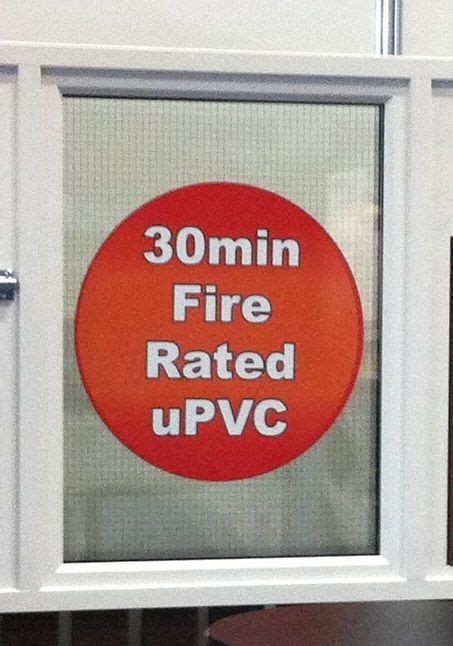 30min
Fire
Rated
uPVC